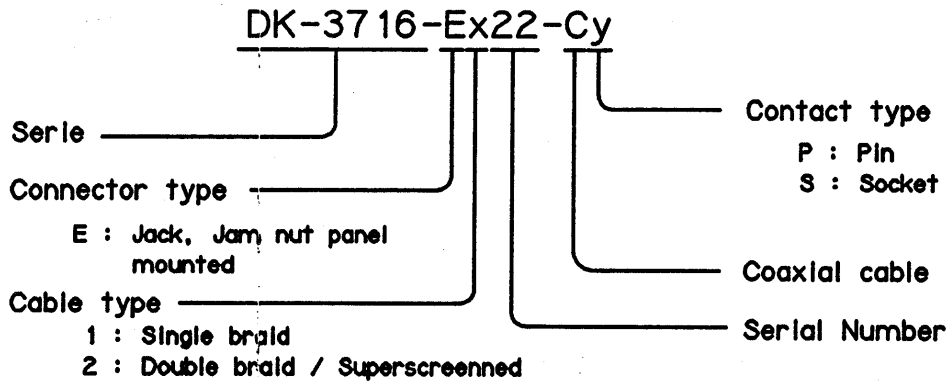 DK-3716-Ex22-Cy
Serie
Connector type
E : Jack, Jam nut panel
mounted
Cable type
1 : Single braid
2 : Double braid / Superscreenned
Contact type
P : Pin
S : Socket
Coaxial cable
Serial Number